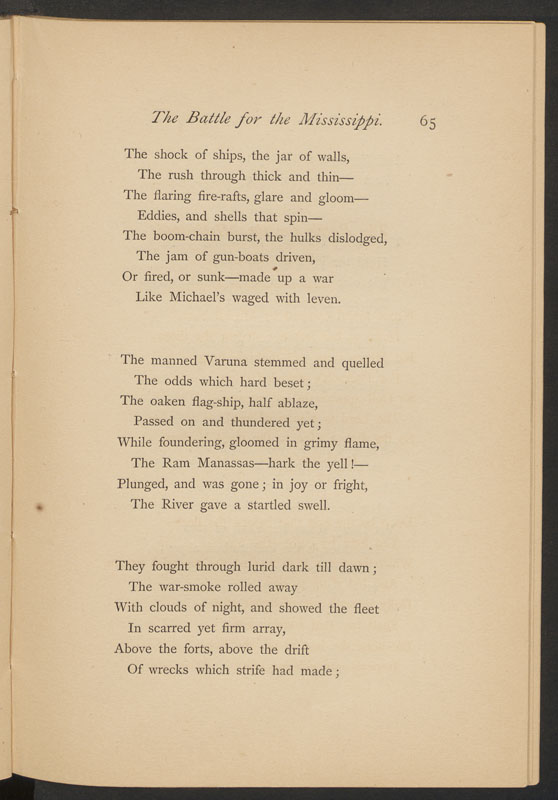 The Battle for the Mississippi. 65
The shock of ships, the jar of walls,
The rush through thick and thin—
The flaring fire-rafts, glare and gloom—
Eddies, and shells that spin—
The boom-chain burst, the hulks dislodged,
The jam of gun-boats driven,
Or fired, or sunk—made up a war
Like Michael's waged with leven.
The manned Varuna stemmed and quelled
The odds which hard beset;
The oaken flag-ship, half ablaze,
Passed on and thundered yet;
While foundering, gloomed in grimy flame,
The Ram Manassas—hark the yell!—
Plunged, and was gone; in joy or fright,
The River gave a startled swell.
They fought through lurid dark till dawn;
The war-smoke rolled away
With clouds of night, and showed the fleet
In scarred yet firm array,
Above the forts, above the drift
Of wrecks which strife had made;